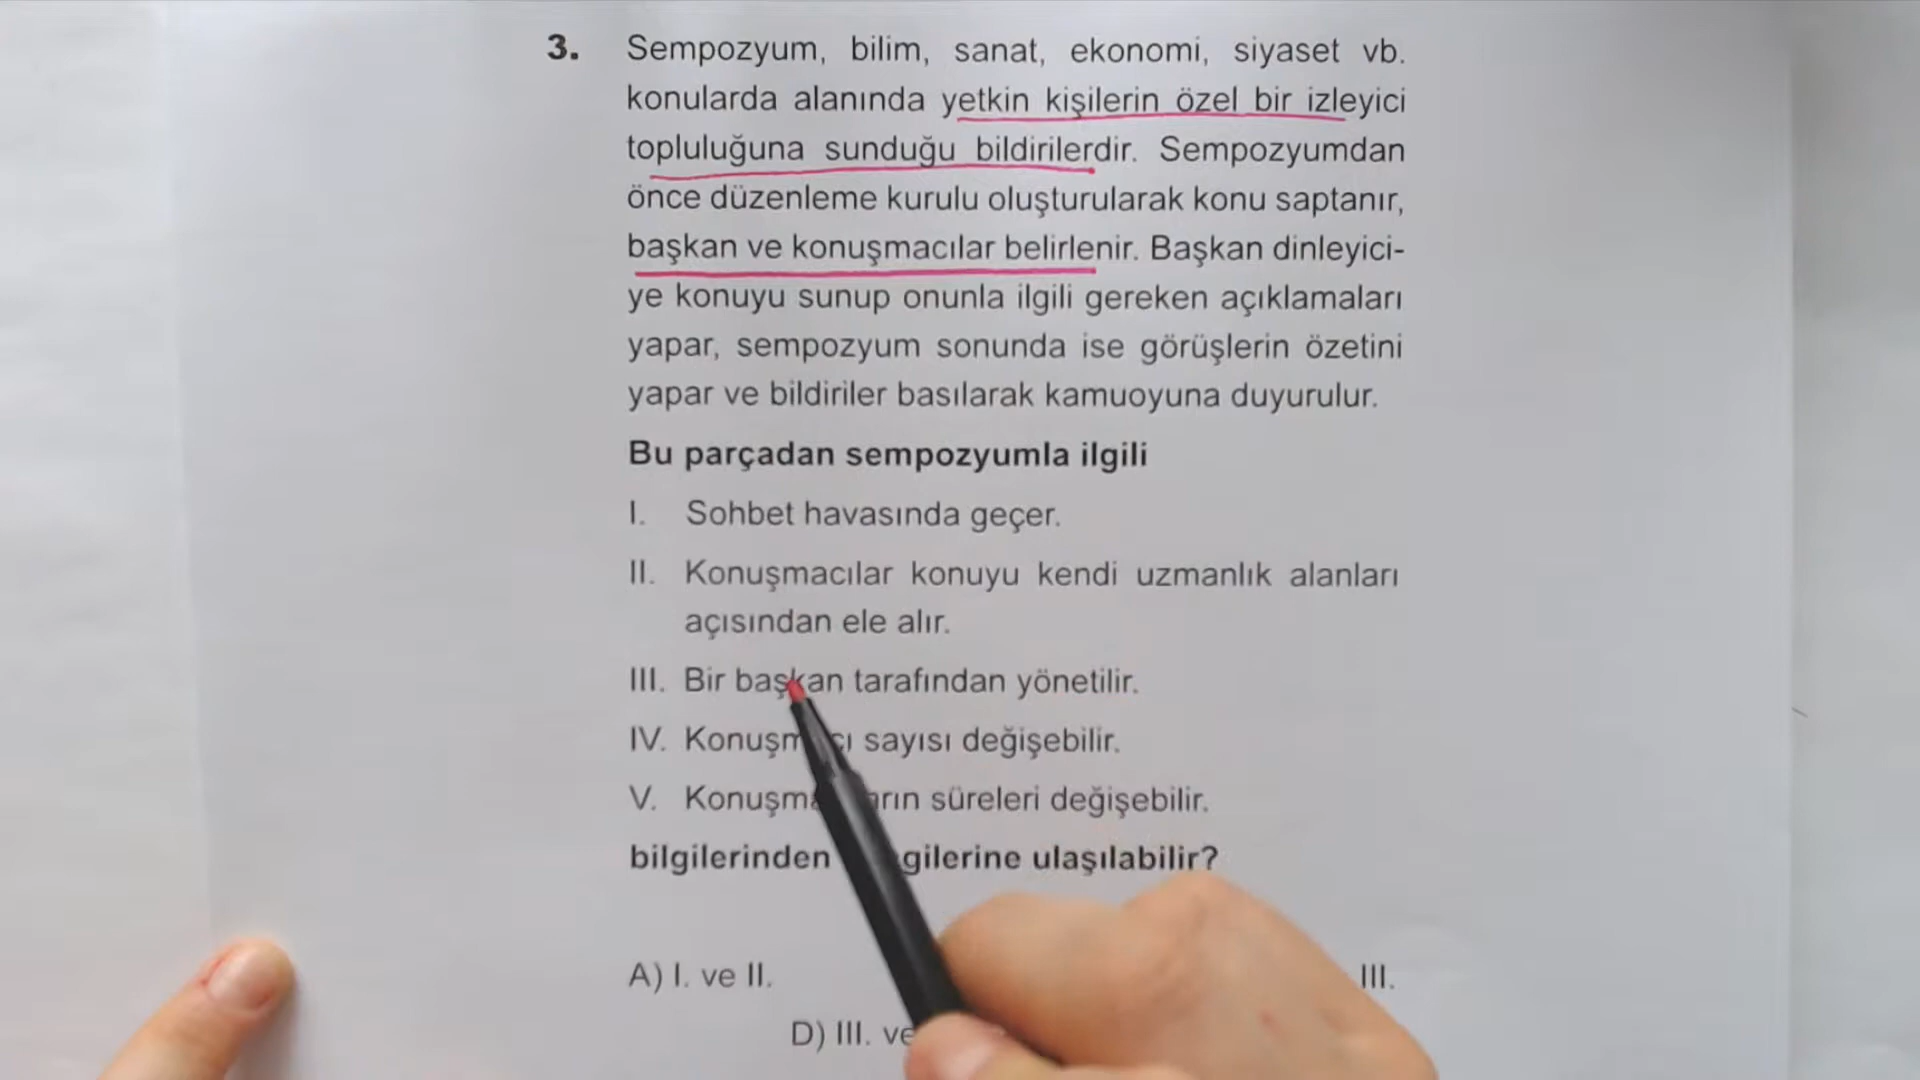 3. Sempozyum, bilim, sanat, ekonomi, siyaset vb.
konularda alanında yetkin kişilerin özel bir izleyici
topluluğuna sunduğu bildirilerdir. Sempozyumdan
önce düzenleme kurulu oluşturularak konu saptanır,
başkan ve konuşmacılar belirlenir. Başkan dinleyici-
ye konuyu sunup onunla ilgili gereken açıklamaları
yapar, sempozyum sonunda ise görüşlerin özetini
yapar ve bildiriler basılarak kamuoyuna duyurulur.
Bu parçadan sempozyumla ilgili
I. Sohbet havasında geçer.
II. Konuşmacılar konuyu kendi uzmanlık alanları
açısından ele alır.
III. Bir başkan tarafından yönetilir.
IV. sayısı değişebilir.
V. süreleri değişebilir.
bilgilerinden ulaşılabilir?
A) I. ve II. III.
D) III. ve